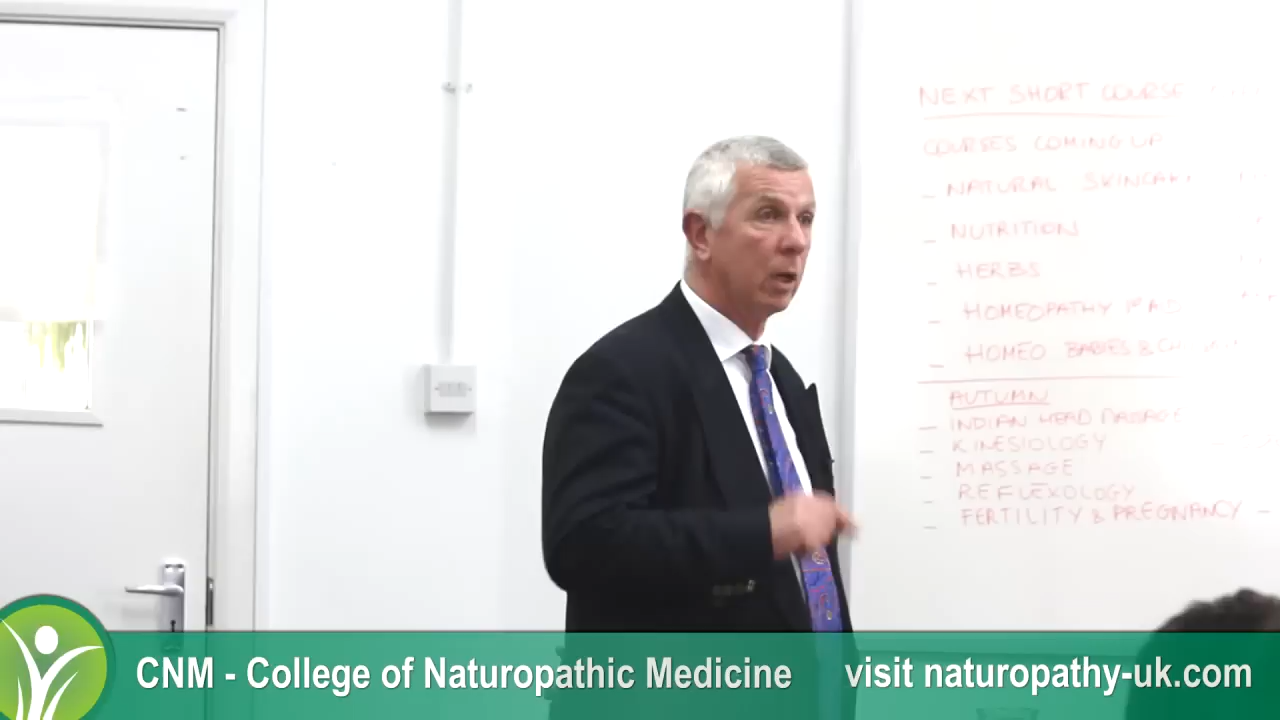 NEXT SHORT COURSE
COURSES COMING UP
- NATURAL SKINCARE
- NUTRITION
- HERBS
- HOMEOPATHY
- HOMEO BABIES &
AUTUMN
- INDIAN HEAD MASSAGE
- KINESIOLOGY
- MASSAGE
- REFLEXOLOGY
- FERTILITY & PREGNANCY -
CNM - College of Naturopathic Medicine visit naturopathy-uk.com